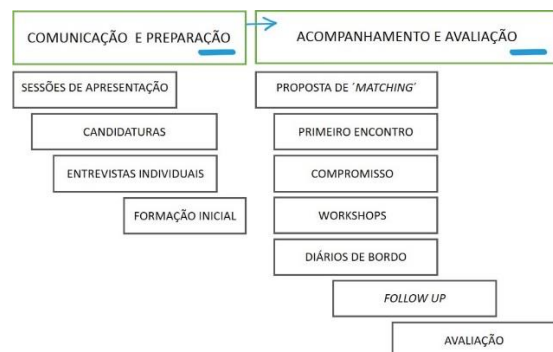 COMUNICAÇÃO E PREPARAÇÃO
SESSÕES DE APRESENTAÇÃO
CANDIDATURAS
ENTREVISTAS INDIVIDUAIS
FORMAÇÃO INICIAL
ACOMPANHAMENTO E AVALIAÇÃO
PROPOSTA DE ´MATCHING´
PRIMEIRO ENCONTRO
COMPROMISSO
WORKSHOPS
DIÁRIOS DE BORDO
FOLLOW UP
AVALIAÇÃO